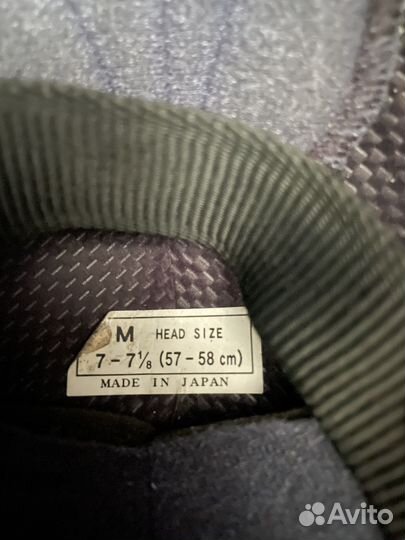 M HEAD SIZE
7 – 7⅛ (57 – 58 cm)
MADE IN JAPAN
Avito